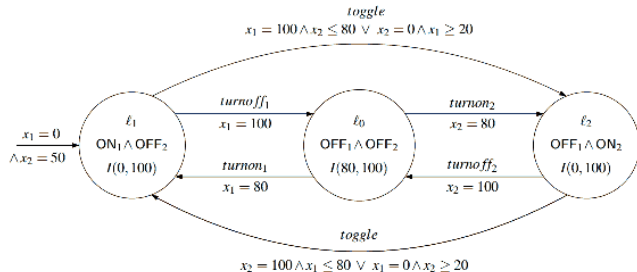 toggle
x₁ = 100 ∧ x₂ ≤ 80 ∨ x₂ = 0 ∧ x₁ ≥ 20
x₁ = 0
∧ x₂ = 50
ℓ₁
ON₁ ∧ OFF₂
I(0, 100)
turnoff₁
x₁ = 100
turnon₁
x₁ = 80
ℓ₀
OFF₁ ∧ OFF₂
I(80, 100)
turnon₂
x₂ = 80
turnoff₂
x₂ = 100
ℓ₂
OFF₁ ∧ ON₂
I(0, 100)
toggle
x₂ = 100 ∧ x₁ ≤ 80 ∨ x₁ = 0 ∧ x₂ ≥ 20